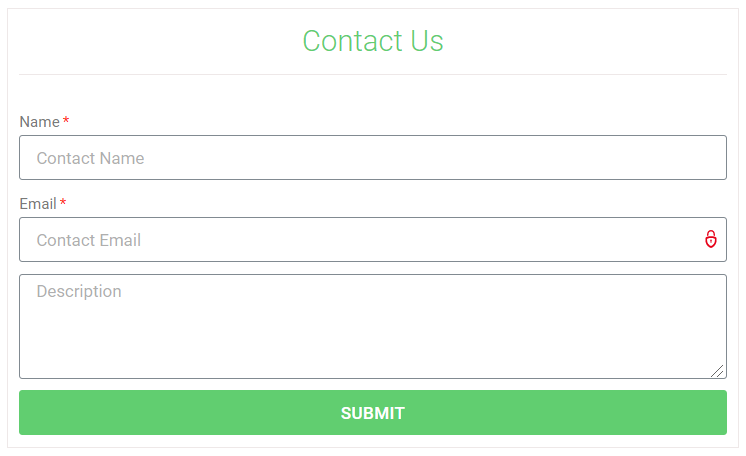 Contact Us
Name *
Contact Name
Email *
Contact Email
Description
SUBMIT